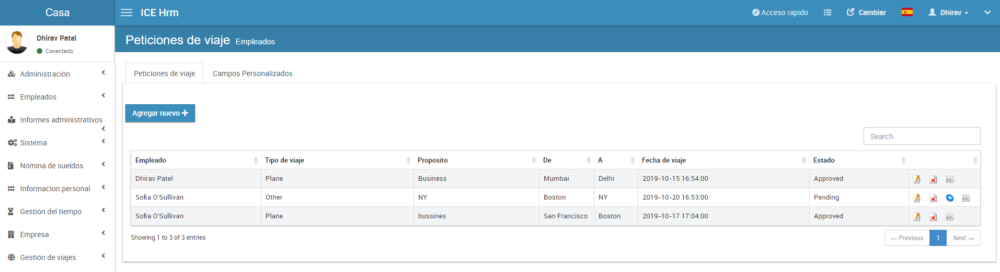 Casa
ICE Hrm
Acceso rapido
Cambiar
Dhirav
Dhirav Patel
Conectado
Peticiones de viaje Empleados
Administración
Empleados
Informes administrativos
Sistema
Nómina de sueldos
Informacion personal
Gestión del tiempo
Empresa
Gestión de viajes
Peticiones de viaje
Campos Personalizados
Agregar nuevo
Search
Empleado Tipo de viaje Propósito De A Fecha de viaje Estado
Dhirav Patel Plane Business Mumbai Delhi 2019-10-15 16:54:00 Approved
Sofia O'Sullivan Other NY Boston NY 2019-10-20 16:53:00 Pending
Sofia O'Sullivan Plane bussines San Francisco Boston 2019-10-17 17:04:00 Approved
Showing 1 to 3 of 3 entries
← Previous 1 Next →